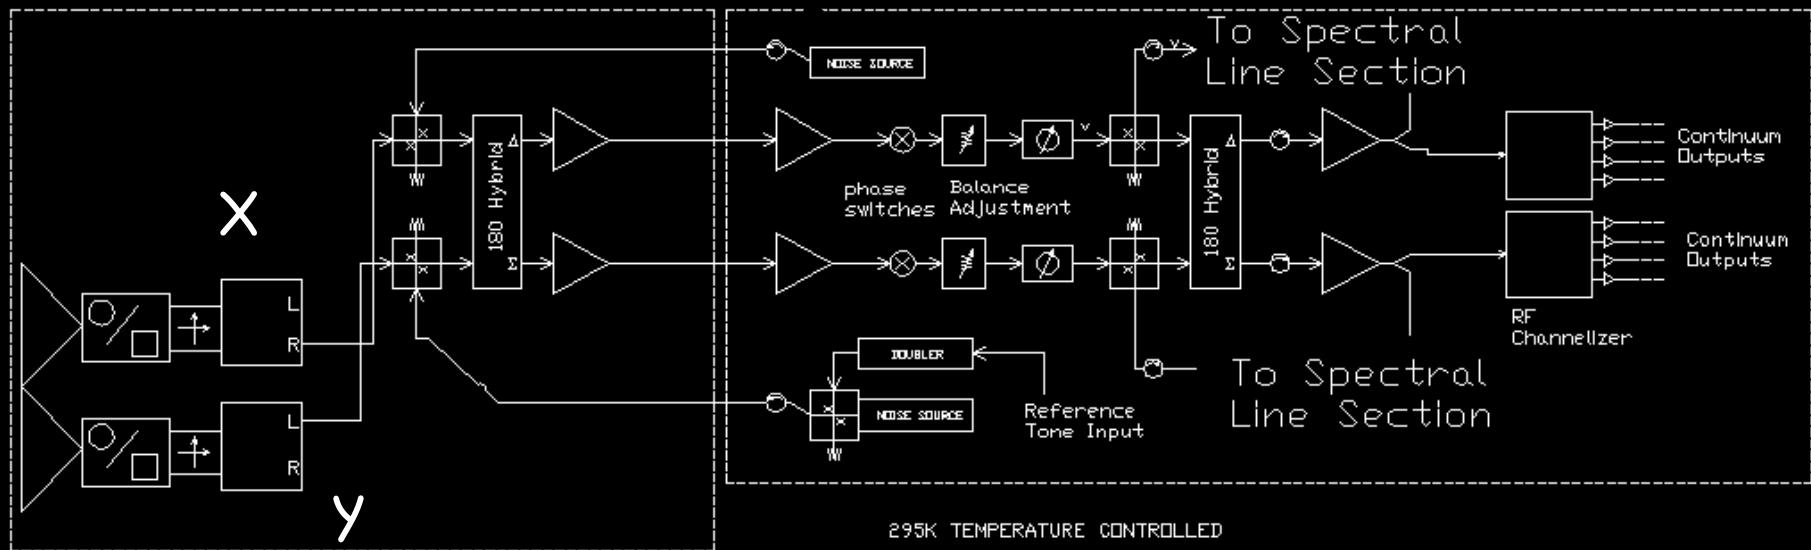 To Spectral
Line Section
NOISE SOURCE
180 Hybrid
Δ
Σ
phase
switches
Balance
Adjustment
180 Hybrid
Δ
Σ
Continuum
Outputs
Continuum
Outputs
X
L
R
L
R
y
RF
Channelizer
DOUBLER
NOISE SOURCE
Reference
Tone Input
To Spectral
Line Section
295K TEMPERATURE CONTROLLED